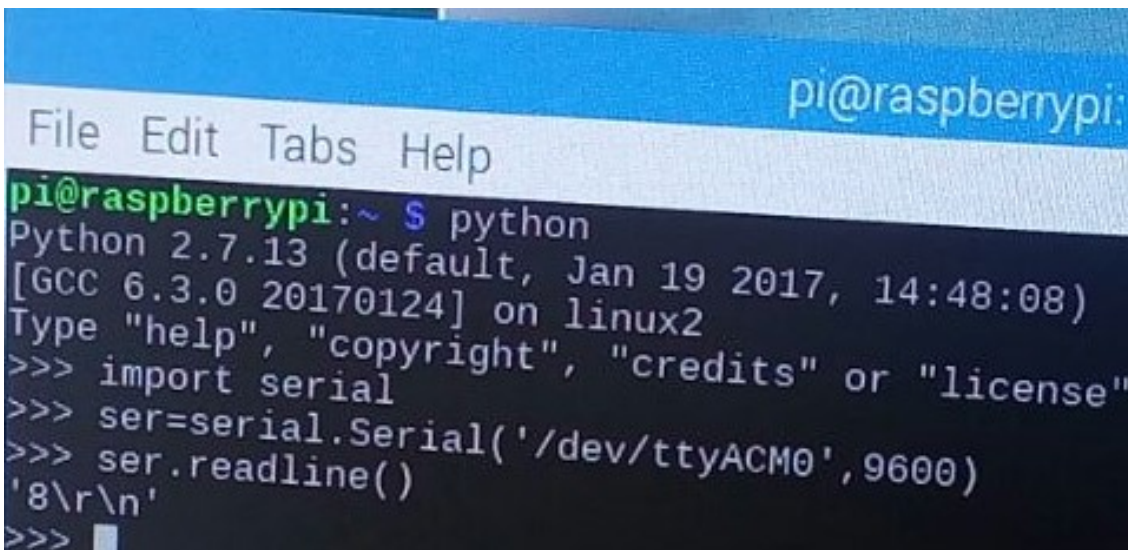 pi@raspberrypi:
File Edit Tabs Help
pi@raspberrypi:~ $ python
Python 2.7.13 (default, Jan 19 2017, 14:48:08)
[GCC 6.3.0 20170124] on linux2
Type "help", "copyright", "credits" or "license"
>>> import serial
>>> ser=serial.Serial('/dev/ttyACM0',9600)
>>> ser.readline()
'8\r\n'
>>>